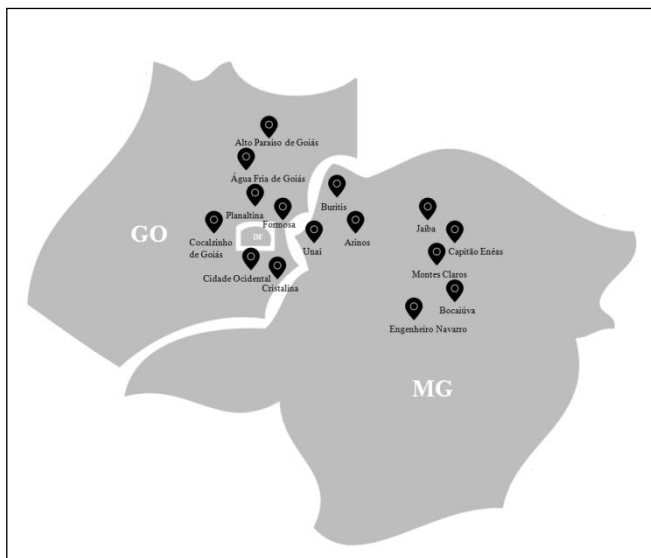 Alto Paraíso de Goiás
Água Fria de Goiás
Planaltina
Formosa
Buritis
GO
Cocalzinho
de Goiás
DF
Unaí
Arinos
Jaíba
Capitão Enéas
Cidade Ocidental
Cristalina
Montes Claros
Bocaiúva
Engenheiro Navarro
MG